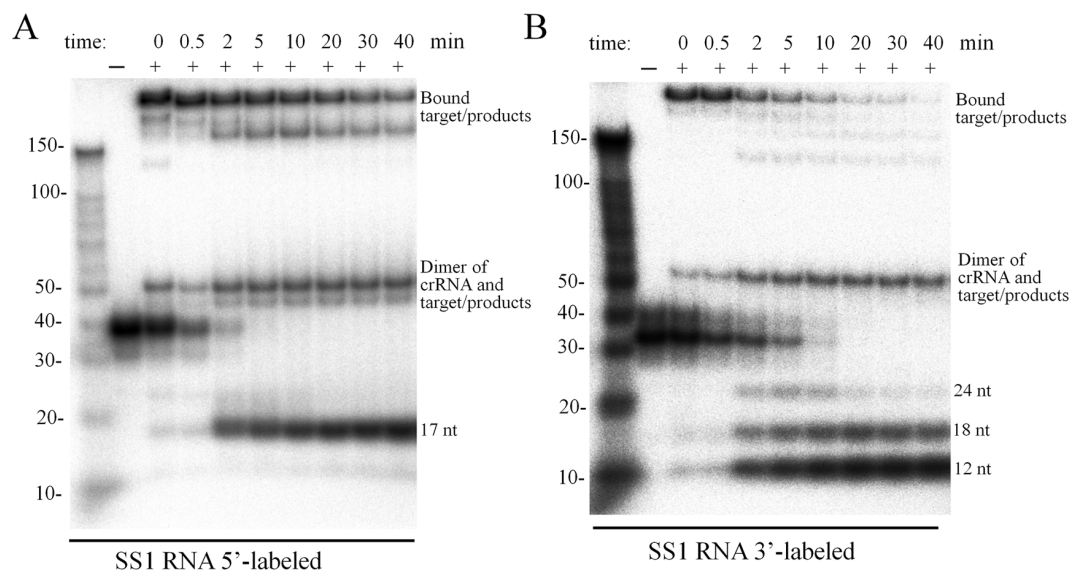 A
time: 0 0.5 2 5 10 20 30 40 min
− + + + + + + + +
Bound
target/products
150-
100-
Dimer of
crRNA and
target/products
50-
40-
30-
20-
17 nt
10-
SS1 RNA 5’-labeled
B
time: 0 0.5 2 5 10 20 30 40 min
− + + + + + + + +
Bound
target/products
150-
100-
Dimer of
crRNA and
target/products
50-
40-
30-
24 nt
20-
18 nt
12 nt
10-
SS1 RNA 3’-labeled